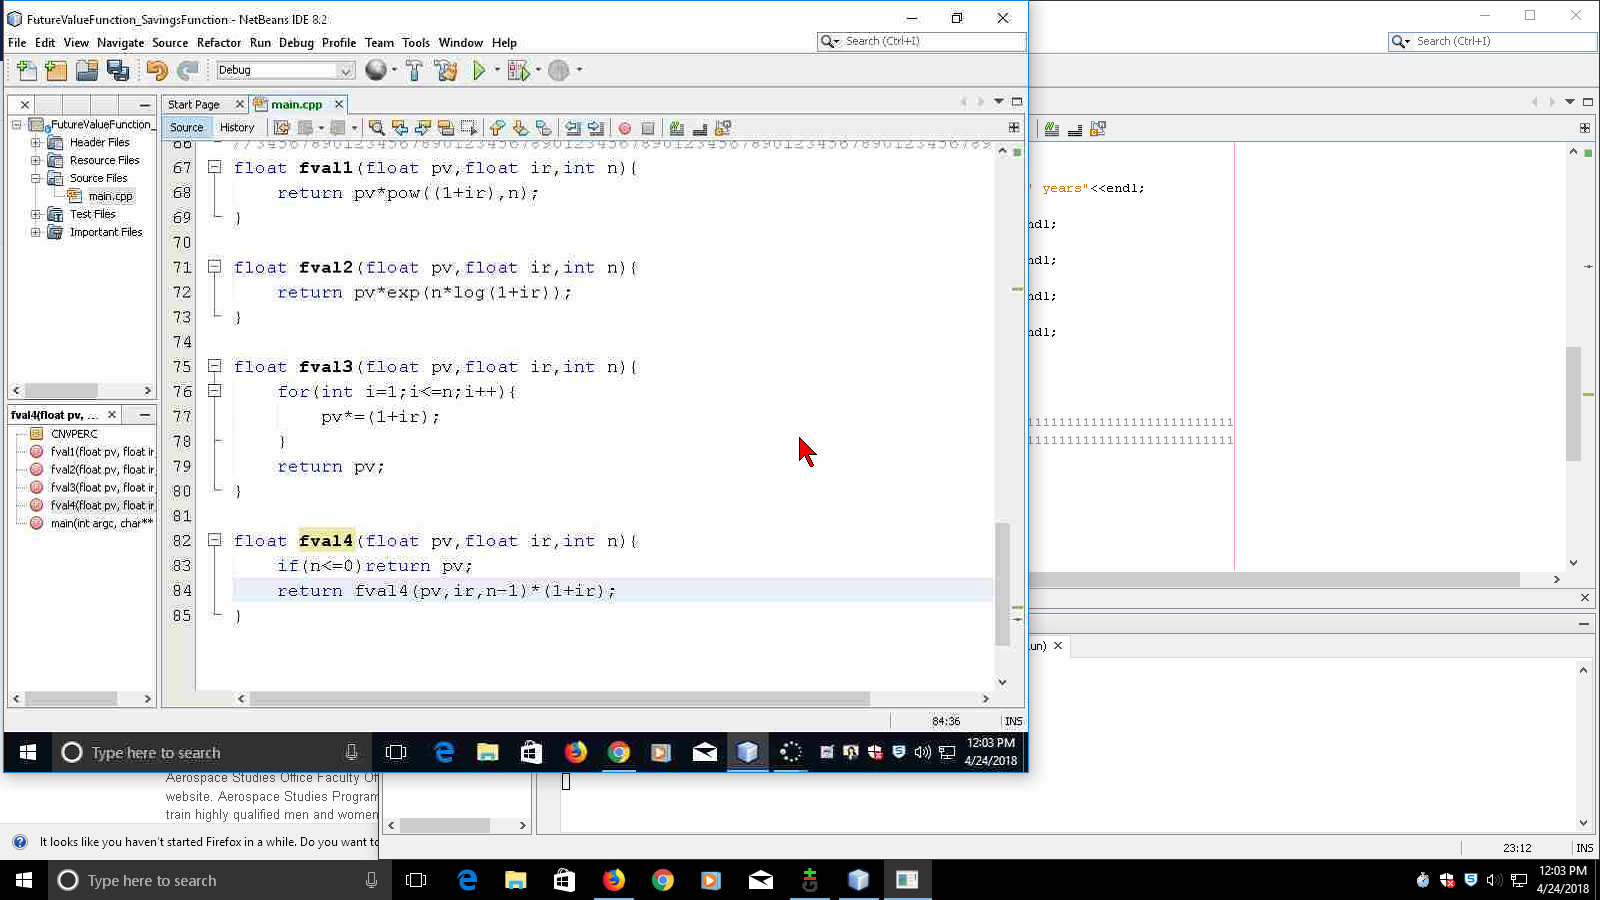 FutureValueFunction_SavingsFunction - NetBeans IDE 8.2
File Edit View Navigate Source Refactor Run Debug Profile Team Tools Window Help
Search (Ctrl+I)
Search (Ctrl+I)
Debug
Start Page
main.cpp
Source History
FutureValueFunction_
Header Files
Resource Files
Source Files
main.cpp
Test Files
Important Files
67 float fval1(float pv,float ir,int n){
68 return pv*pow((1+ir),n);
69 }
70
71 float fval2(float pv,float ir,int n){
72 return pv*exp(n*log(1+ir));
73 }
74
75 float fval3(float pv,float ir,int n){
76 for(int i=1;i<=n;i++){
77 pv*=(1+ir);
78 }
79 return pv;
80 }
81
82 float fval4(float pv,float ir,int n){
83 if(n<=0)return pv;
84 return fval4(pv,ir,n-1)*(1+ir);
85 }
fval4(float pv, ...
CNVPERC
fval1(float pv, float ir
fval2(float pv, float ir
fval3(float pv, float ir
fval4(float pv, float ir
main(int argc, char**
84:36 INS
" years"<<endl;
ndl;
ndl;
ndl;
ndl;
un)
Type here to search
12:03 PM
4/24/2018
Aerospace Studies Office Faculty Of
website. Aerospace Studies Program
train highly qualified men and women
It looks like you haven't started Firefox in a while. Do you want to
23:12 INS
Type here to search
12:03 PM
4/24/2018